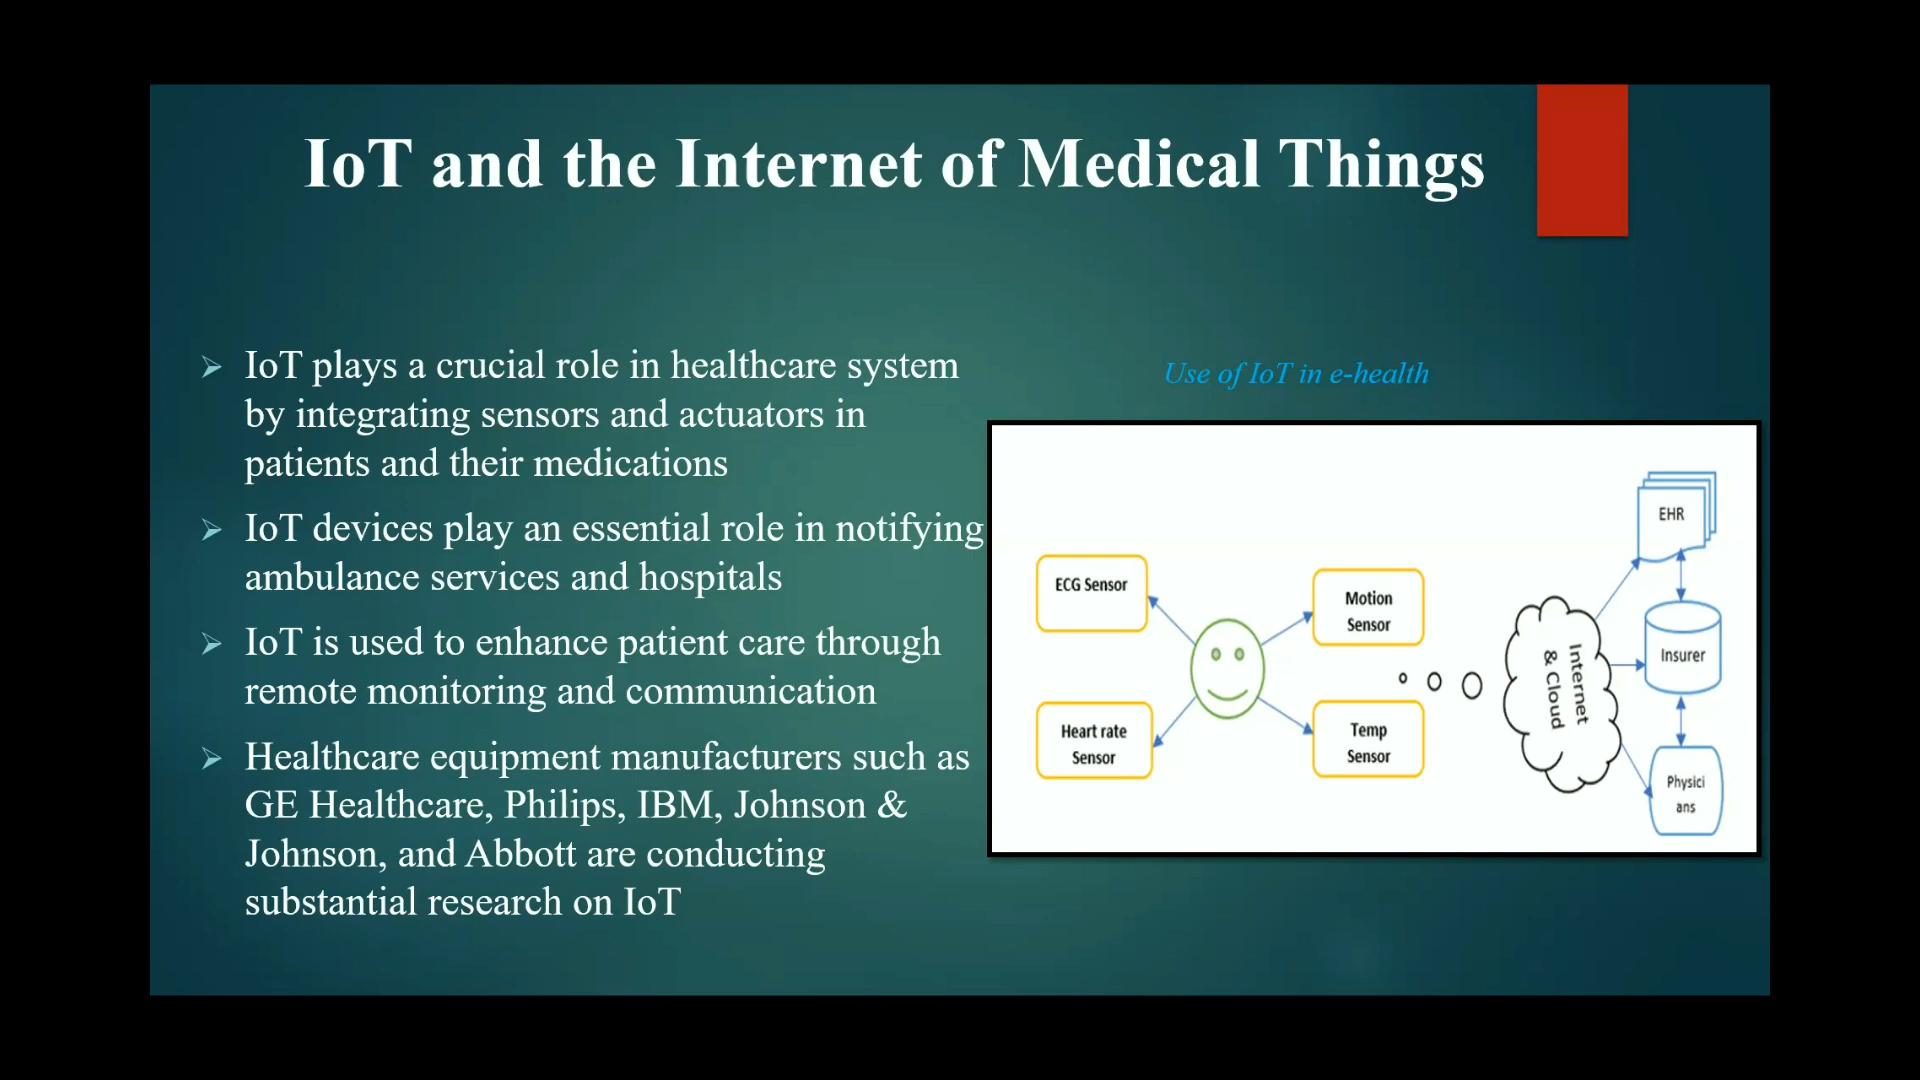 IoT and the Internet of Medical Things
IoT plays a crucial role in healthcare system
by integrating sensors and actuators in
patients and their medications
IoT devices play an essential role in notifying
ambulance services and hospitals
IoT is used to enhance patient care through
remote monitoring and communication
Healthcare equipment manufacturers such as
GE Healthcare, Philips, IBM, Johnson &
Johnson, and Abbott are conducting
substantial research on IoT
Use of IoT in e-health
ECG Sensor
Heart rate
Sensor
Motion
Sensor
Temp
Sensor
Internet
& Cloud
EHR
Insurer
Physici
ans